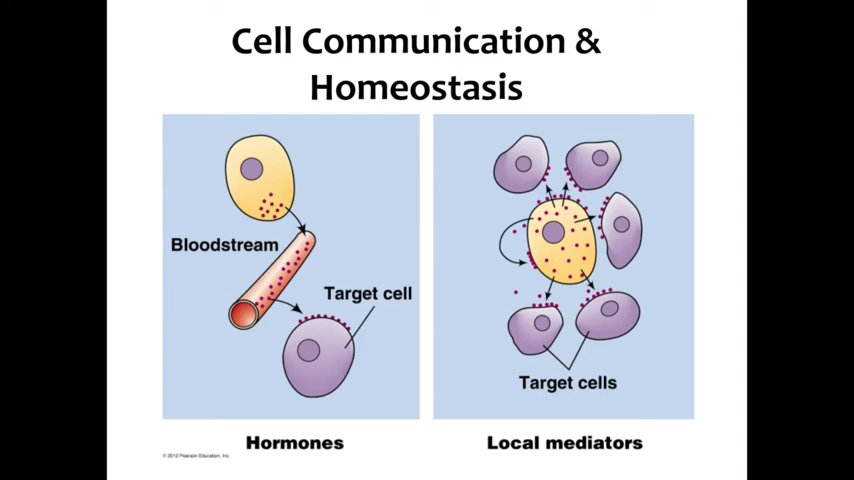 Cell Communication &
Homeostasis
Bloodstream
Target cell
Target cells
Hormones
Local mediators
© 2012 Pearson Education, Inc.